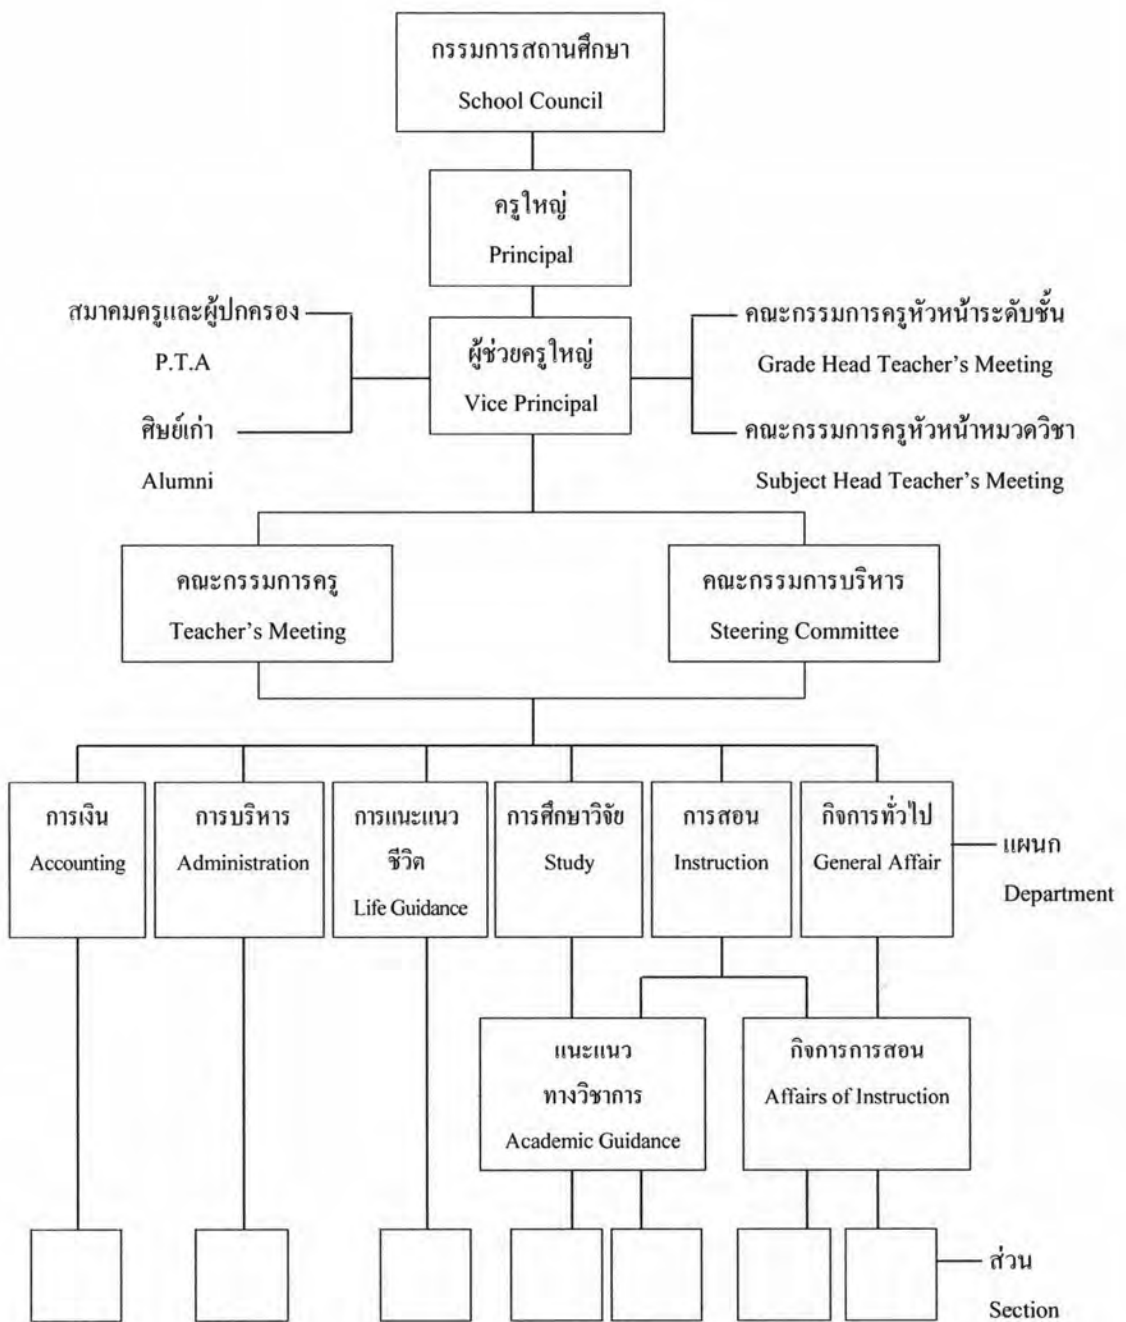 กรรมการสถานศึกษา
School Council
ครูใหญ่
Principal
สมาคมครูและผู้ปกครอง
P.T.A
ศิษย์เก่า
Alumni
ผู้ช่วยครูใหญ่
Vice Principal
คณะกรรมการครูหัวหน้าระดับชั้น
Grade Head Teacher’s Meeting
คณะกรรมการครูหัวหน้าหมวดวิชา
Subject Head Teacher’s Meeting
คณะกรรมการครู
Teacher’s Meeting
คณะกรรมการบริหาร
Steering Committee
การเงิน
Accounting
การบริหาร
Administration
การแนะแนว
ชีวิต
Life Guidance
การศึกษาวิจัย
Study
การสอน
Instruction
กิจการทั่วไป
General Affair
แผนก
Department
แนะแนว
ทางวิชาการ
Academic Guidance
กิจการการสอน
Affairs of Instruction
ส่วน
Section